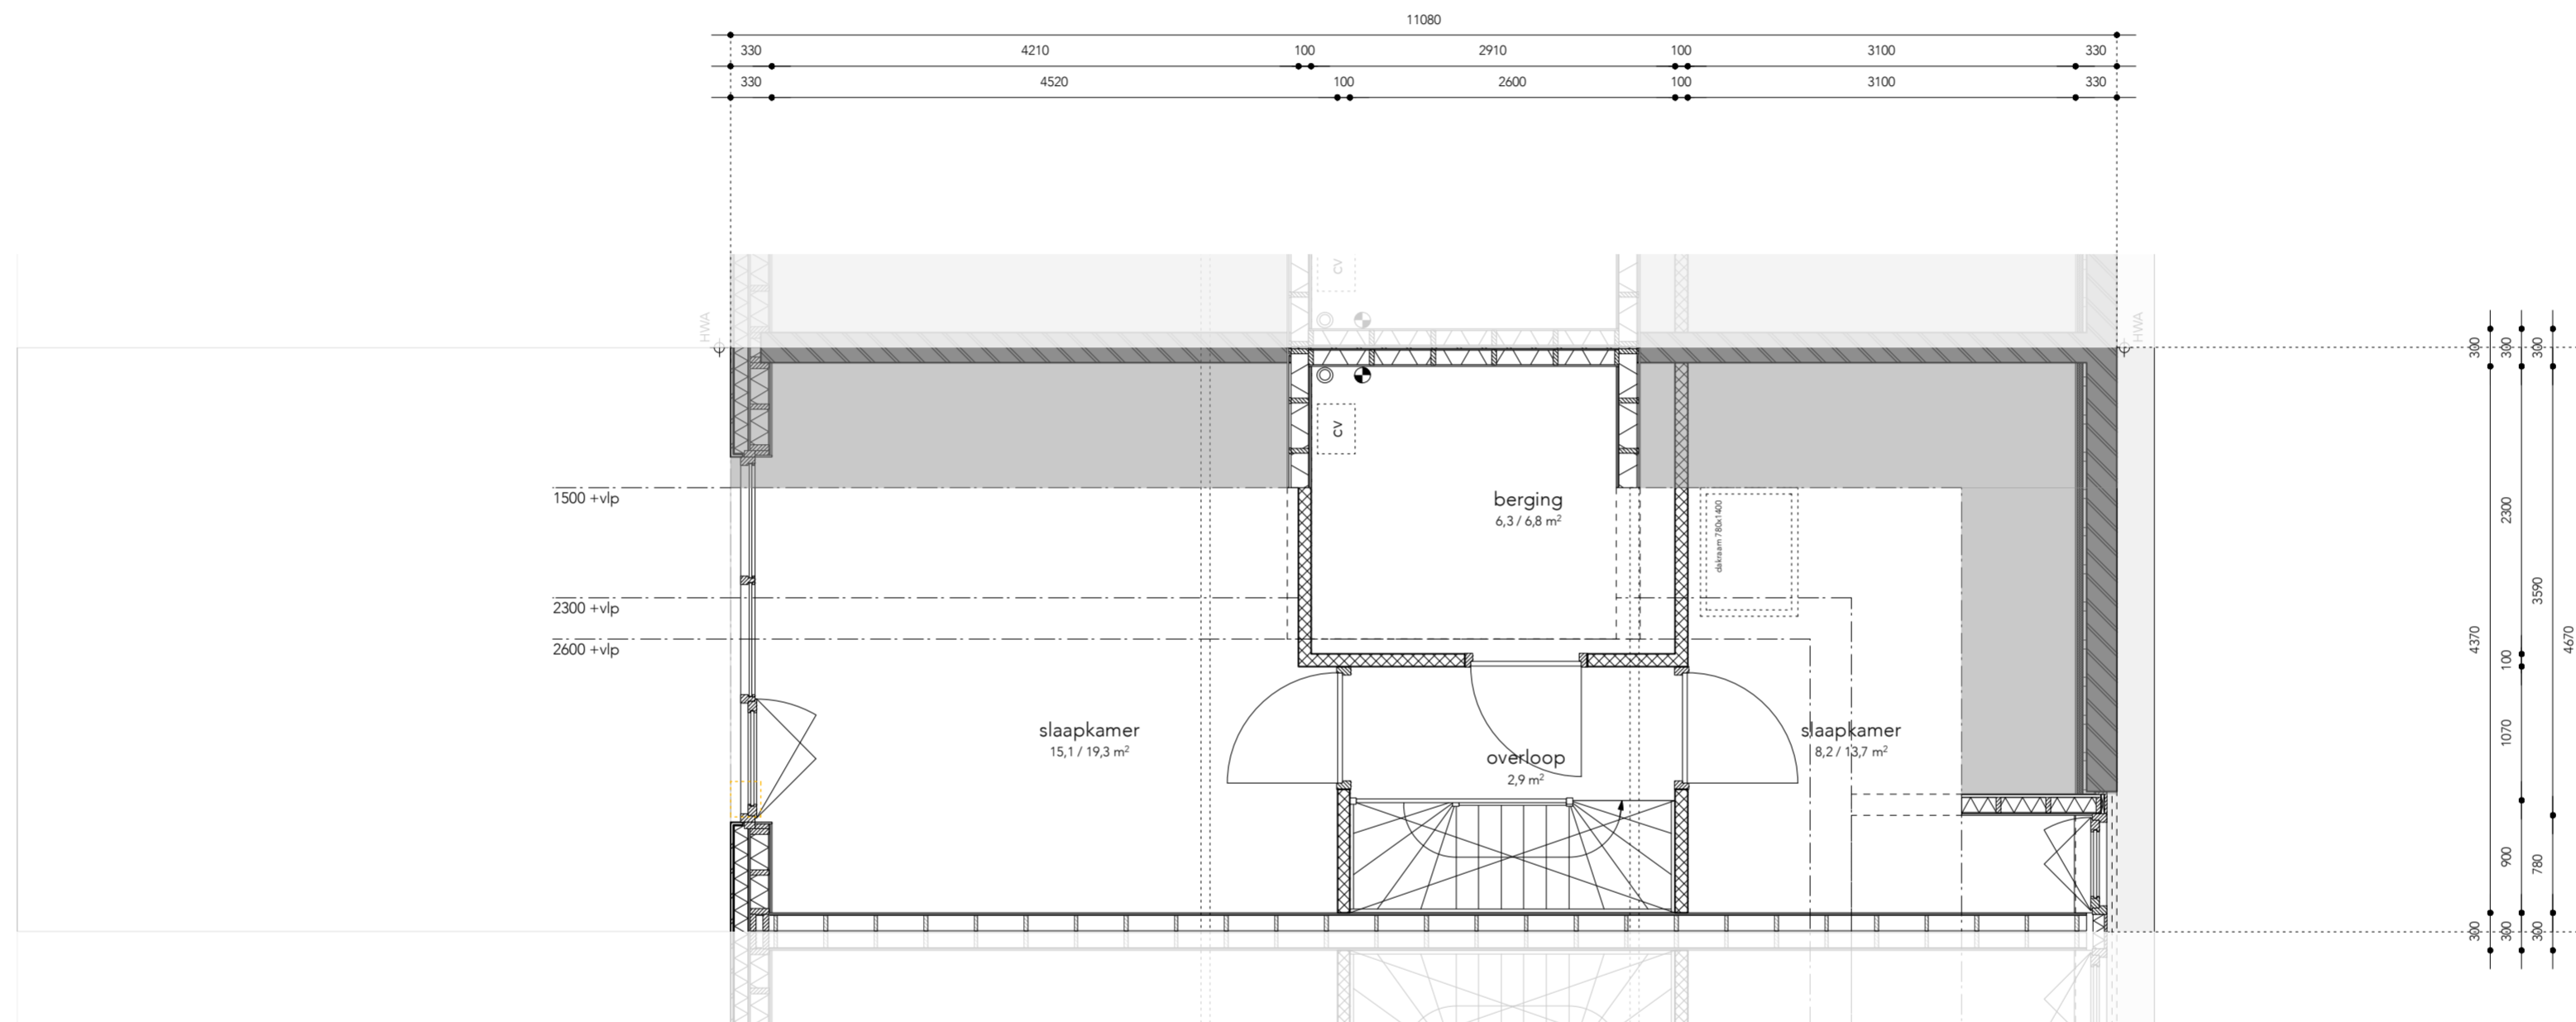 11080
330 4210 100 2910 100 3100 330
330 4520 100 2600 100 3100 330
cv
HWA
HWA
300 300 300
cv
1500 +vlp
berging
6,3 / 6,8 m²
dakraam 780x1400
2300
2300 +vlp
3590
2600 +vlp
4370 100 4670
slaapkamer
15,1 / 19,3 m²
overloop
2,9 m²
slaapkamer
8,2 / 13,7 m²
1070
900 780
300 300 300